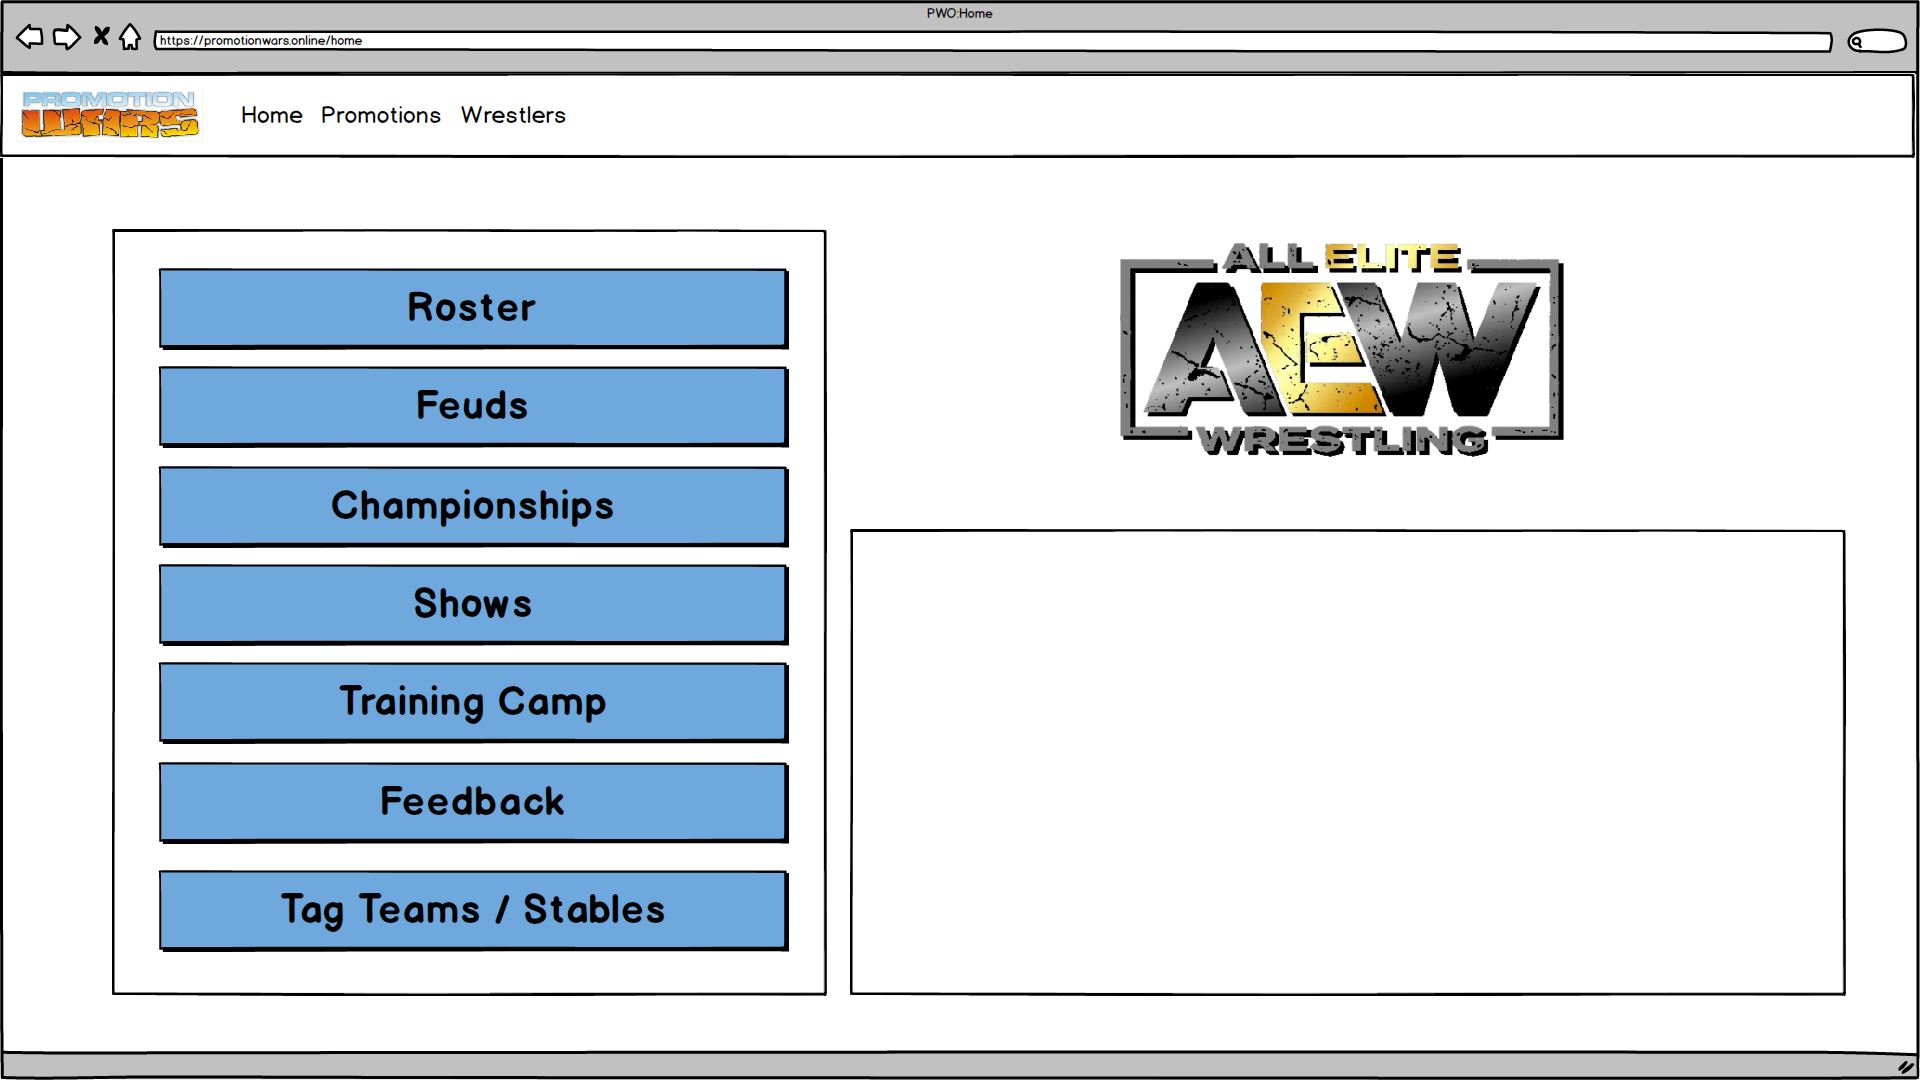 PWO:Home
https://promotionwars.online/home
PROMOTION
WARS
Home Promotions Wrestlers
Roster
Feuds
Championships
Shows
Training Camp
Feedback
Tag Teams / Stables
ALL ELITE
AEW
WRESTLING